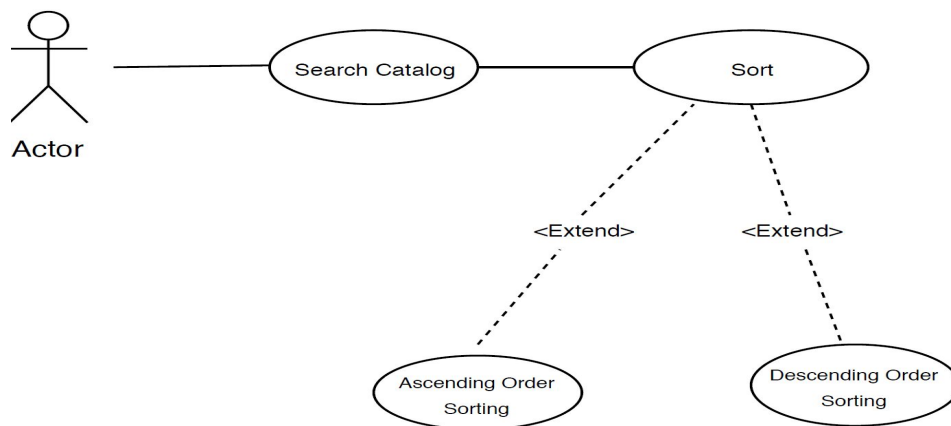 Search Catalog
Sort
Actor
<Extend>
<Extend>
Ascending Order
Sorting
Descending Order
Sorting